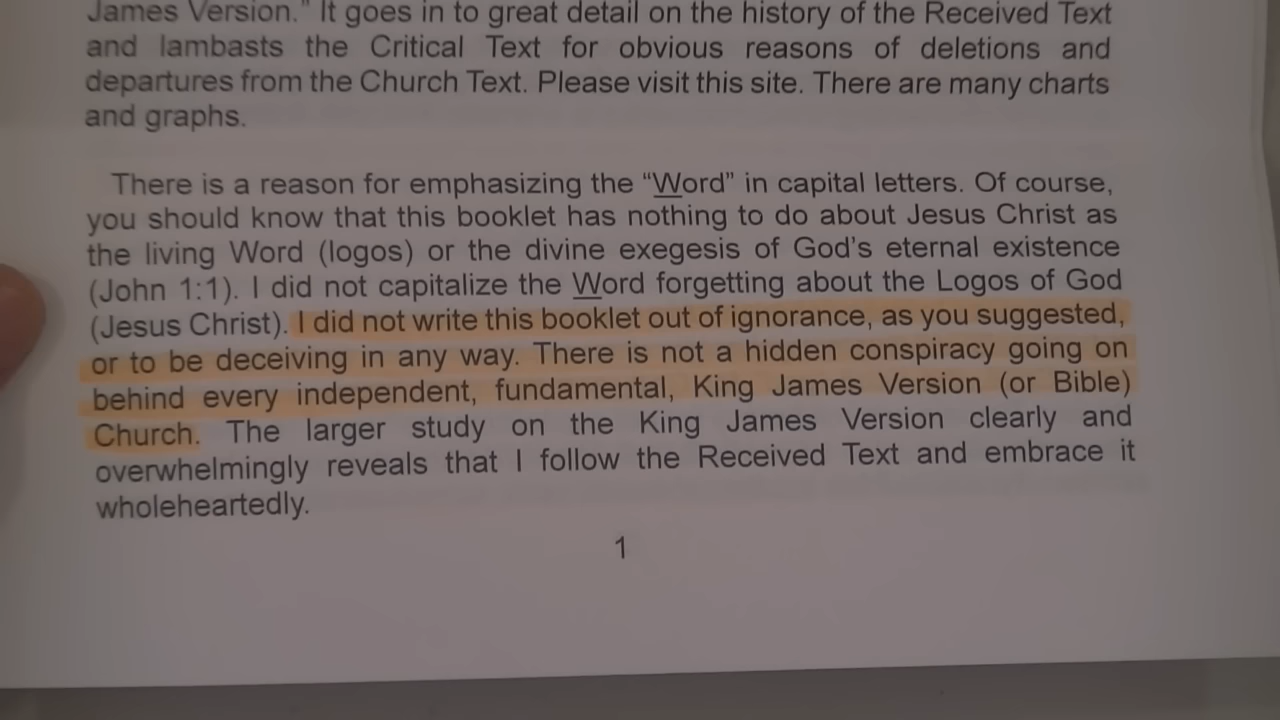 James Version." It goes in to great detail on the history of the Received Text
and lambasts the Critical Text for obvious reasons of deletions and
departures from the Church Text. Please visit this site. There are many charts
and graphs.
There is a reason for emphasizing the “Word” in capital letters. Of course,
you should know that this booklet has nothing to do about Jesus Christ as
the living Word (logos) or the divine exegesis of God's eternal existence
(John 1:1). I did not capitalize the Word forgetting about the Logos of God
(Jesus Christ). I did not write this booklet out of ignorance, as you suggested,
or to be deceiving in any way. There is not a hidden conspiracy going on
behind every independent, fundamental, King James Version (or Bible)
Church. The larger study on the King James Version clearly and
overwhelmingly reveals that I follow the Received Text and embrace it
wholeheartedly.
1